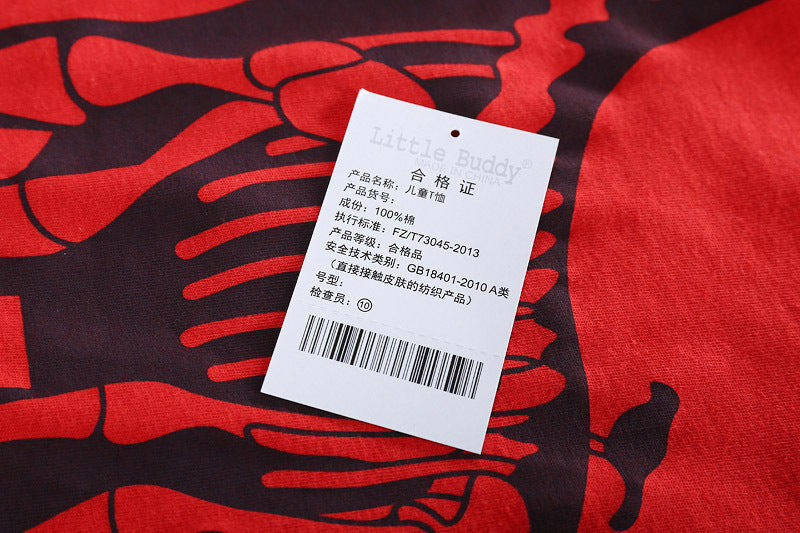 Little Buddy®
MADE IN CHINA
合格证
产品名称：儿童T恤
产品货号：
成份：100%棉
执行标准：FZ/T73045-2013
产品等级：合格品
安全技术类别：GB18401-2010 A类
（直接接触皮肤的纺织产品）
号型：
检查员：⑩